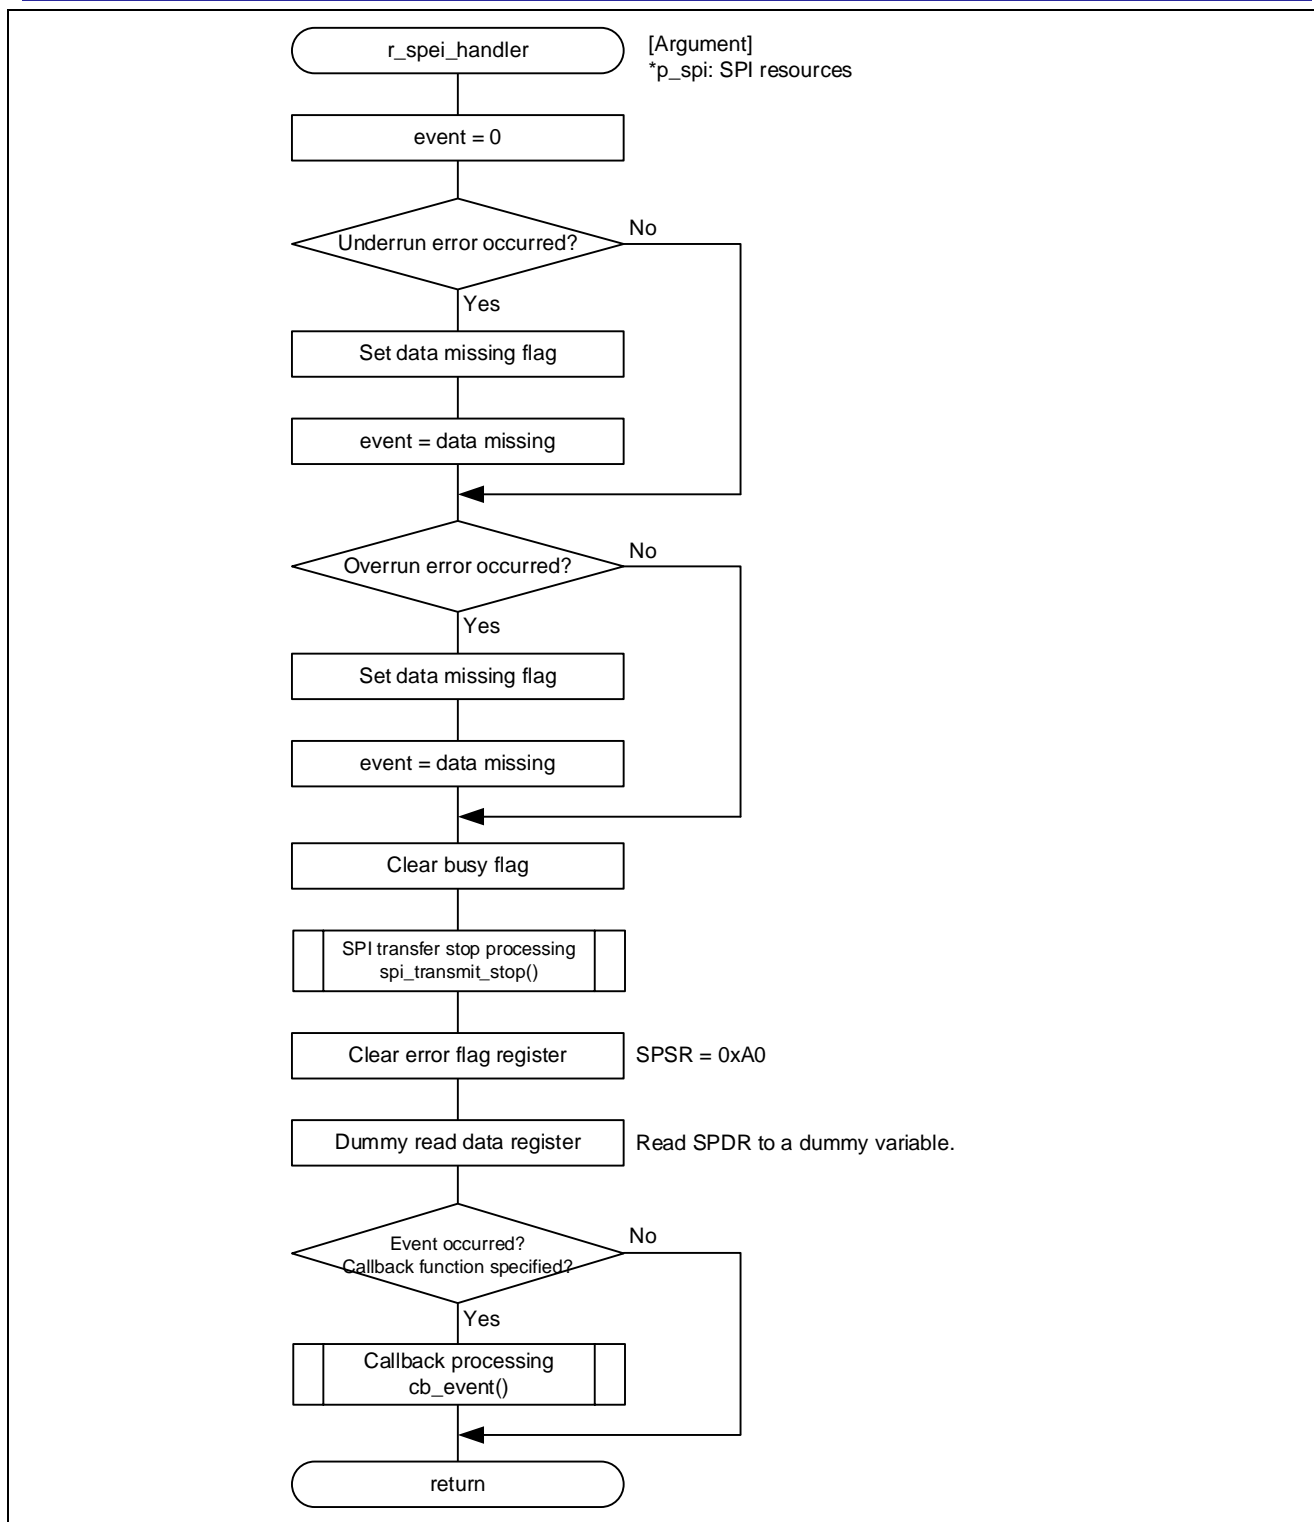 r_spei_handler
[Argument]
*p_spi: SPI resources
event = 0
Underrun error occurred?
No
Yes
Set data missing flag
event = data missing
Overrun error occurred?
No
Yes
Set data missing flag
event = data missing
Clear busy flag
SPI transfer stop processing
spi_transmit_stop()
Clear error flag register
SPSR = 0xA0
Dummy read data register
Read SPDR to a dummy variable.
Event occurred?
Callback function specified?
No
Yes
Callback processing
cb_event()
return